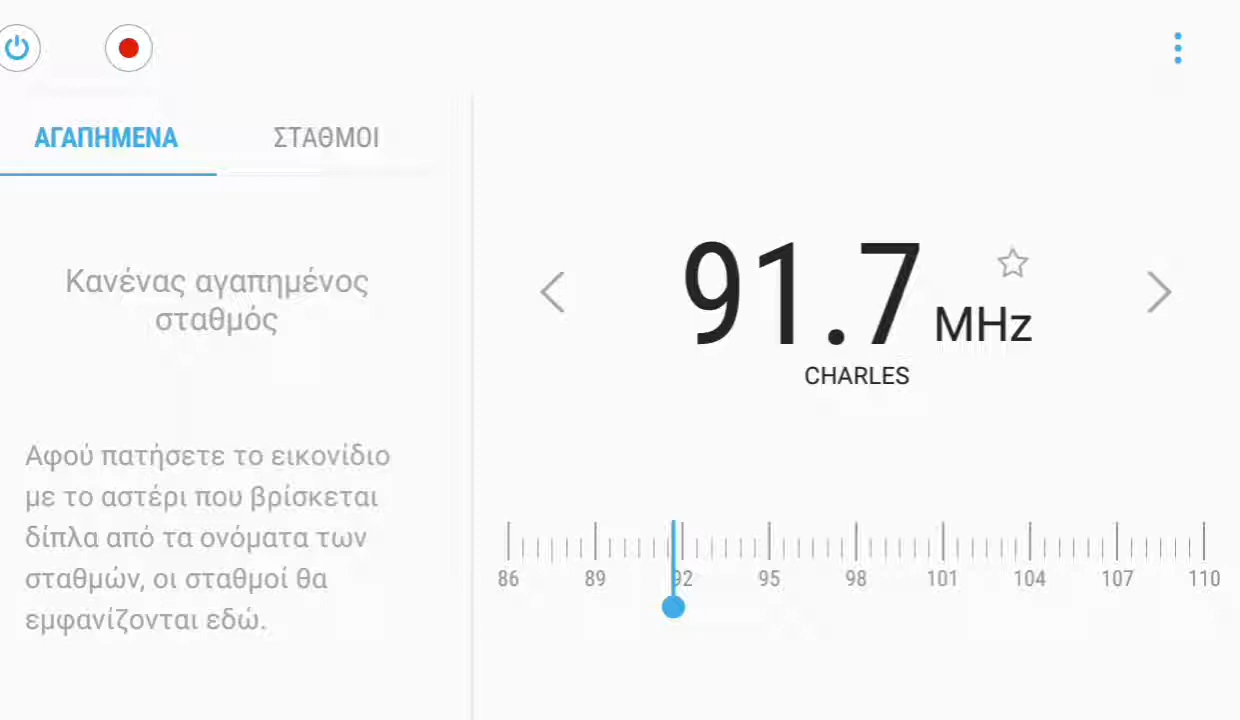 ΑΓΑΠΗΜΕΝΑ
ΣΤΑΘΜΟΙ
Κανένας αγαπημένος
σταθμός
Αφού πατήσετε το εικονίδιο
με το αστέρι που βρίσκεται
δίπλα από τα ονόματα των
σταθμών, οι σταθμοί θα
εμφανίζονται εδώ.
91.7 MHz
CHARLES
86 89 92 95 98 101 104 107 110